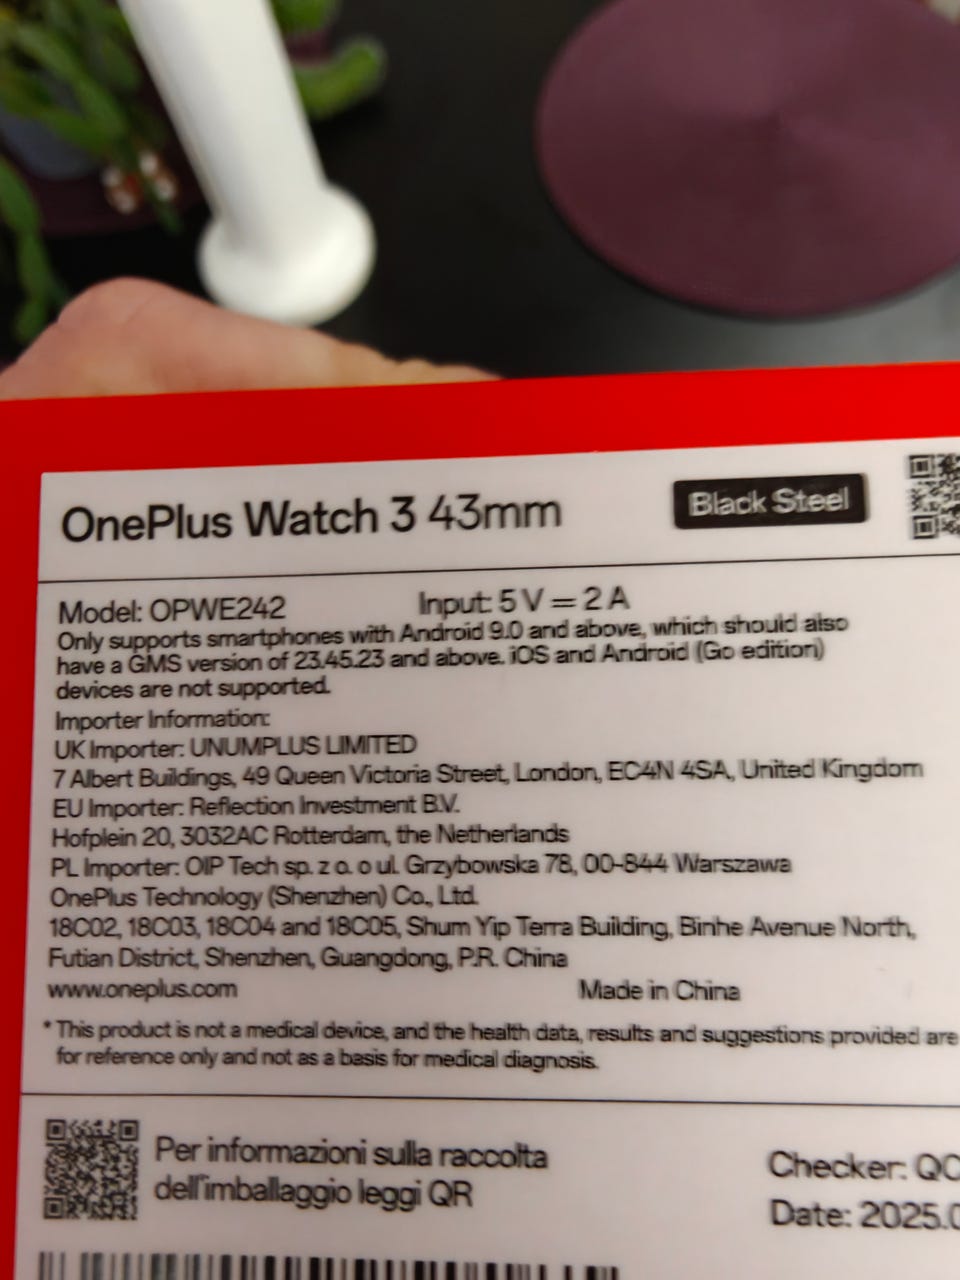 OnePlus Watch 3 43mm
Black Steel
Model: OPWE242
Input: 5 V = 2 A
Only supports smartphones with Android 9.0 and above, which should also
have a GMS version of 23.45.23 and above. iOS and Android (Go edition)
devices are not supported.
Importer Information:
UK Importer: UNUMPLUS LIMITED
7 Albert Buildings, 49 Queen Victoria Street, London, EC4N 4SA, United Kingdom
EU Importer: Reflection Investment B.V.
Hofplein 20, 3032AC Rotterdam, the Netherlands
PL Importer: OIP Tech sp. z o. o ul. Grzybowska 78, 00-844 Warszawa
OnePlus Technology (Shenzhen) Co., Ltd.
18C02, 18C03, 18C04 and 18C05, Shum Yip Terra Building, Binhe Avenue North,
Futian District, Shenzhen, Guangdong, P.R. China
www.oneplus.com
Made in China
* This product is not a medical device, and the health data, results and suggestions provided are
for reference only and not as a basis for medical diagnosis.
Per informazioni sulla raccolta
dell'imballaggio leggi QR
Checker: QC
Date: 2025.0